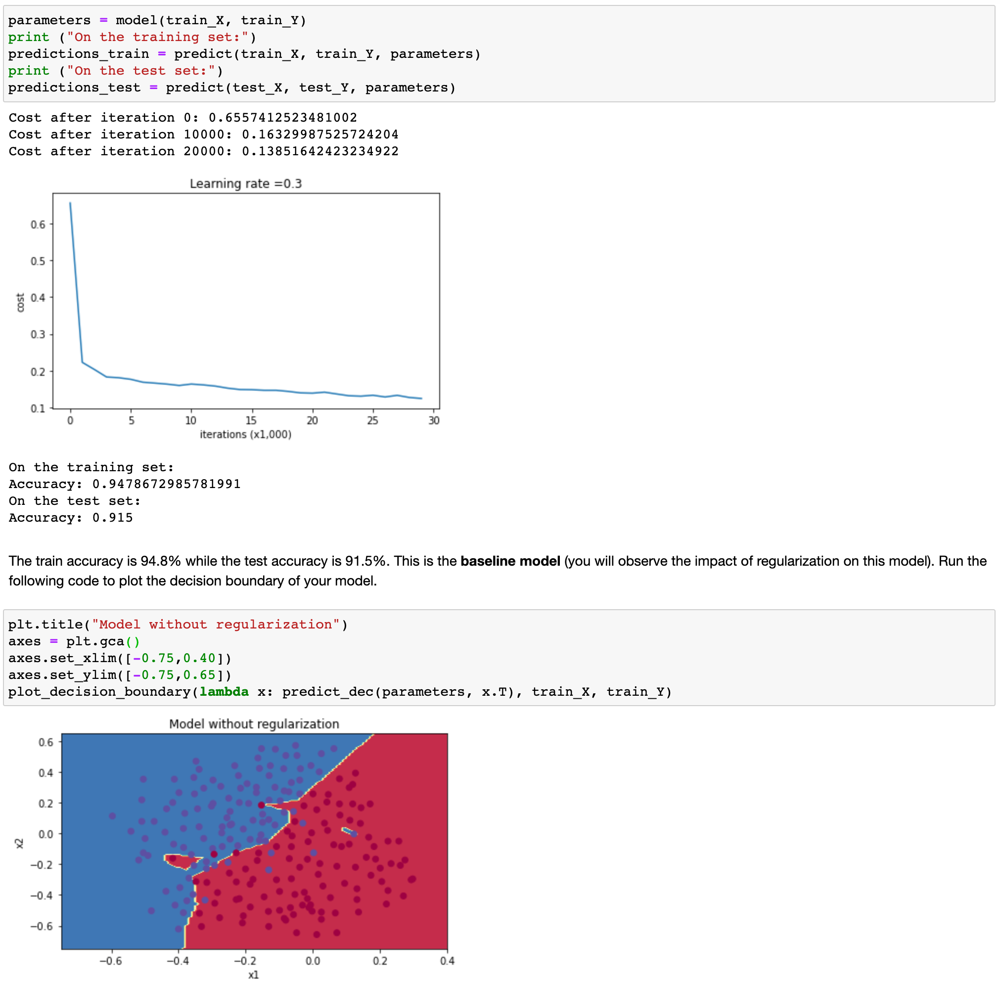 parameters = model(train_X, train_Y)
print ("On the training set:")
predictions_train = predict(train_X, train_Y, parameters)
print ("On the test set:")
predictions_test = predict(test_X, test_Y, parameters)
Cost after iteration 0: 0.6557412523481002
Cost after iteration 10000: 0.16329987525724204
Cost after iteration 20000: 0.13851642423234922
Learning rate =0.3
0.6
0.5
0.4
0.3
0.2
0.1
cost
0 5 10 15 20 25 30
iterations (x1,000)
On the training set:
Accuracy: 0.9478672985781991
On the test set:
Accuracy: 0.915
The train accuracy is 94.8% while the test accuracy is 91.5%. This is the baseline model (you will observe the impact of regularization on this model). Run the
following code to plot the decision boundary of your model.
plt.title("Model without regularization")
axes = plt.gca()
axes.set_xlim([-0.75,0.40])
axes.set_ylim([-0.75,0.65])
plot_decision_boundary(lambda x: predict_dec(parameters, x.T), train_X, train_Y)
Model without regularization
0.6
0.4
0.2
0.0
−0.2
−0.4
−0.6
x2
−0.6 −0.4 −0.2 0.0 0.2 0.4
x1